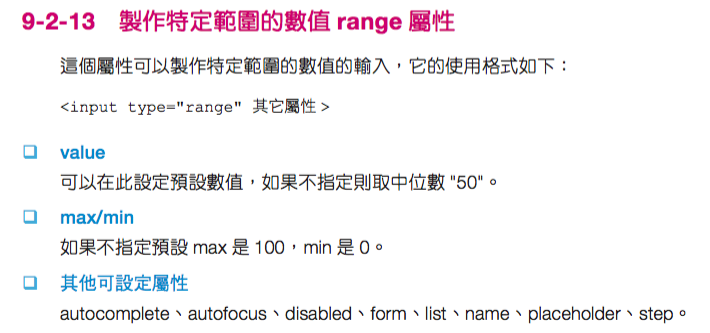 9-2-13 製作特定範圍的數值 range 屬性
這個屬性可以製作特定範圍的數值的輸入，它的使用格式如下：
<input type="range" 其它屬性>
❑ value
可以在此設定預設數值，如果不指定則取中位數 "50"。
❑ max/min
如果不指定預設 max 是 100，min 是 0。
❑ 其他可設定屬性
autocomplete、autofocus、disabled、form、list、name、placeholder、step。